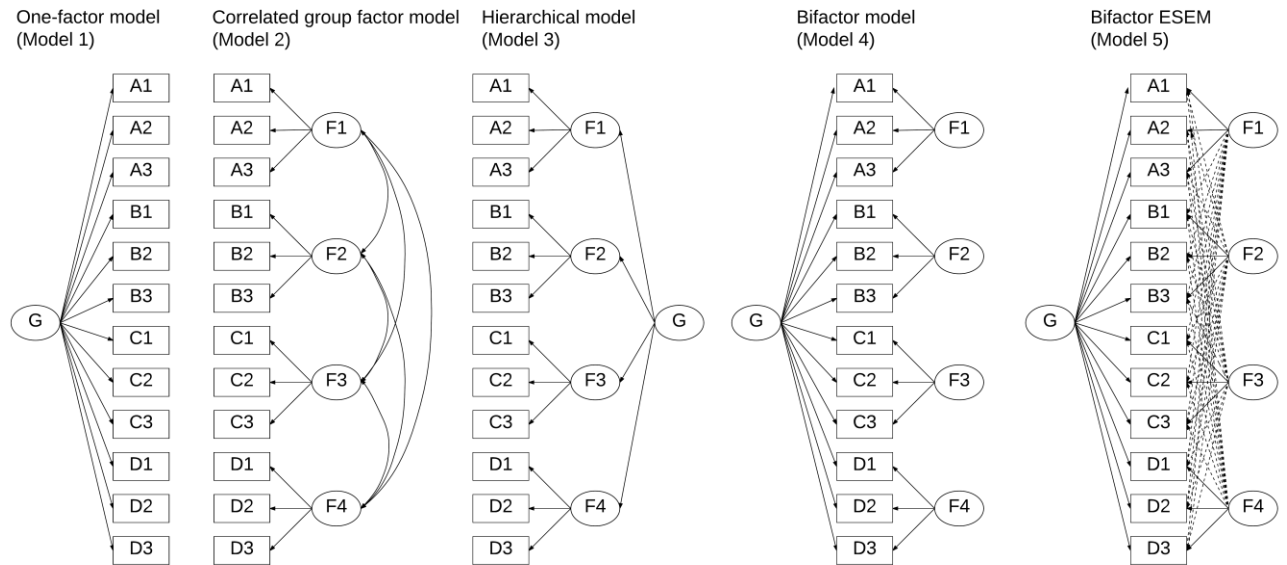 One-factor model
(Model 1)
G
A1
A2
A3
B1
B2
B3
C1
C2
C3
D1
D2
D3
Correlated group factor model
(Model 2)
A1
A2
A3
B1
B2
B3
C1
C2
C3
D1
D2
D3
F1
F2
F3
F4
Hierarchical model
(Model 3)
A1
A2
A3
B1
B2
B3
C1
C2
C3
D1
D2
D3
F1
F2
F3
F4
G
Bifactor model
(Model 4)
G
A1
A2
A3
B1
B2
B3
C1
C2
C3
D1
D2
D3
F1
F2
F3
F4
Bifactor ESEM
(Model 5)
G
A1
A2
A3
B1
B2
B3
C1
C2
C3
D1
D2
D3
F1
F2
F3
F4